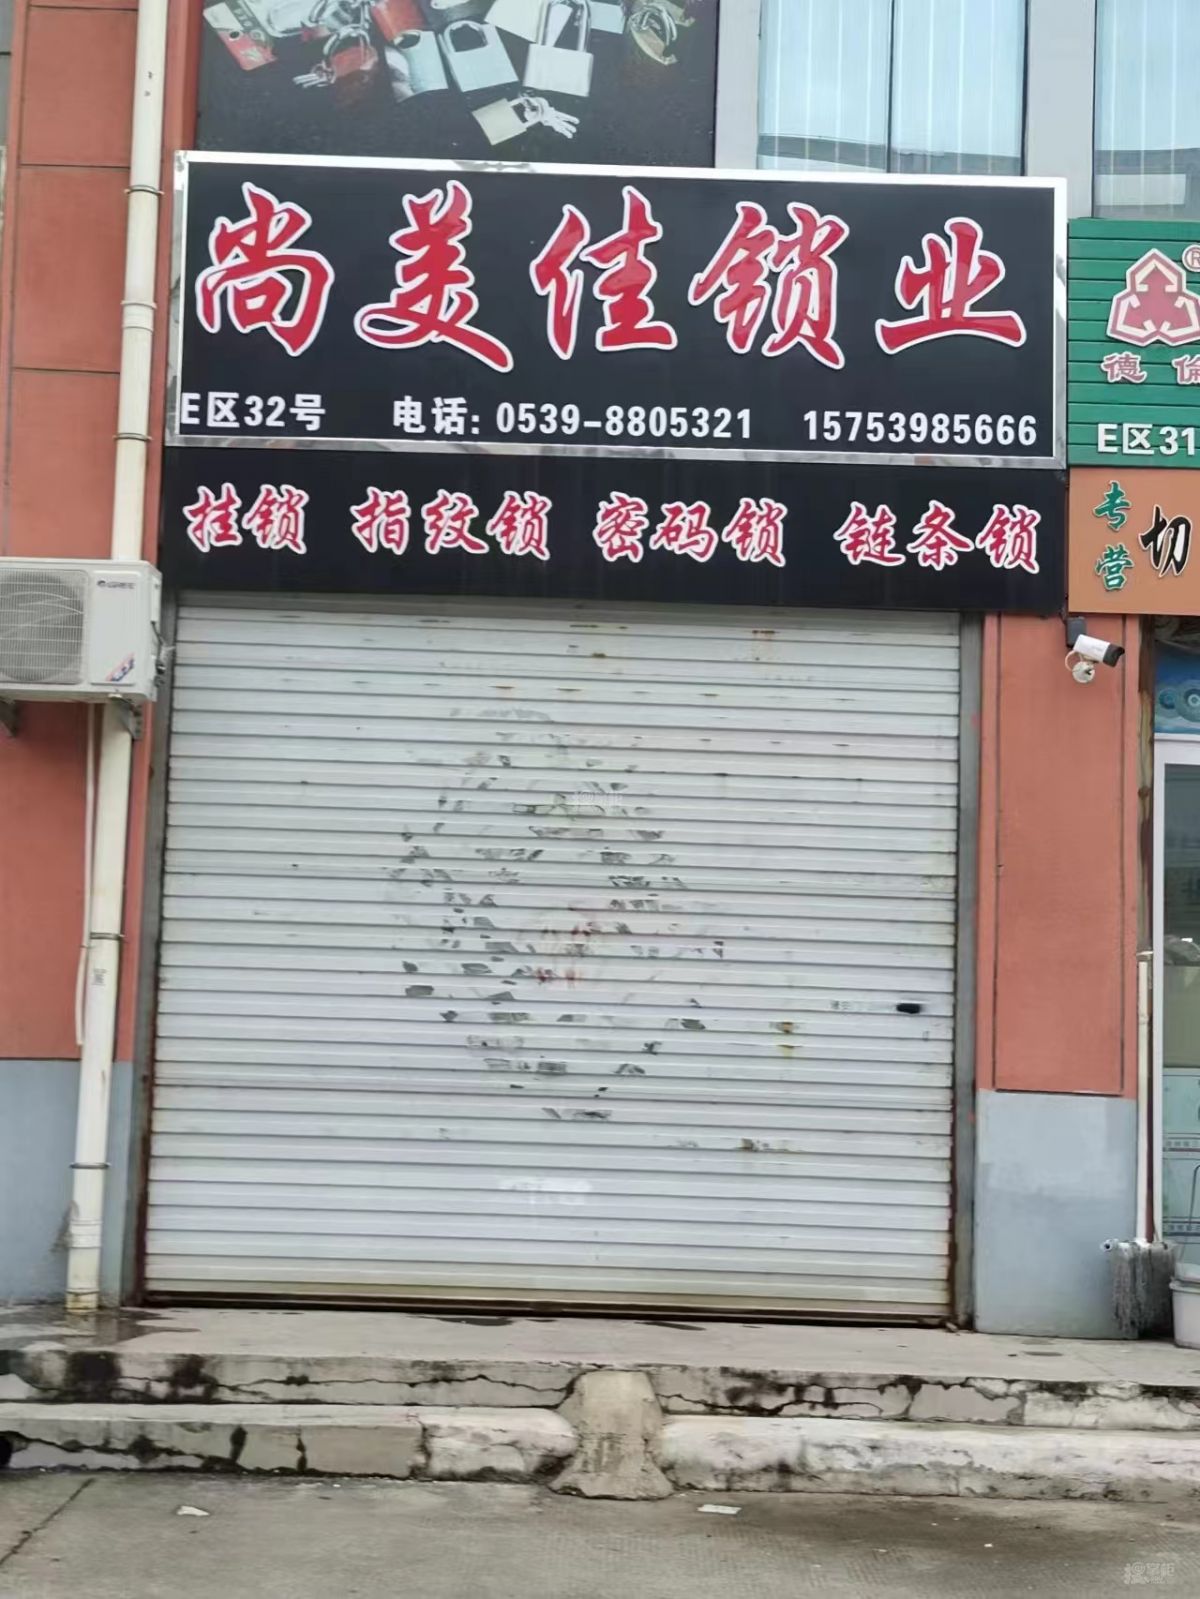 尚美佳锁业
E区32号 电话: 0539-8805321 15753985666
挂锁 指纹锁 密码锁 链条锁
®
德倫
E区31
专营
切